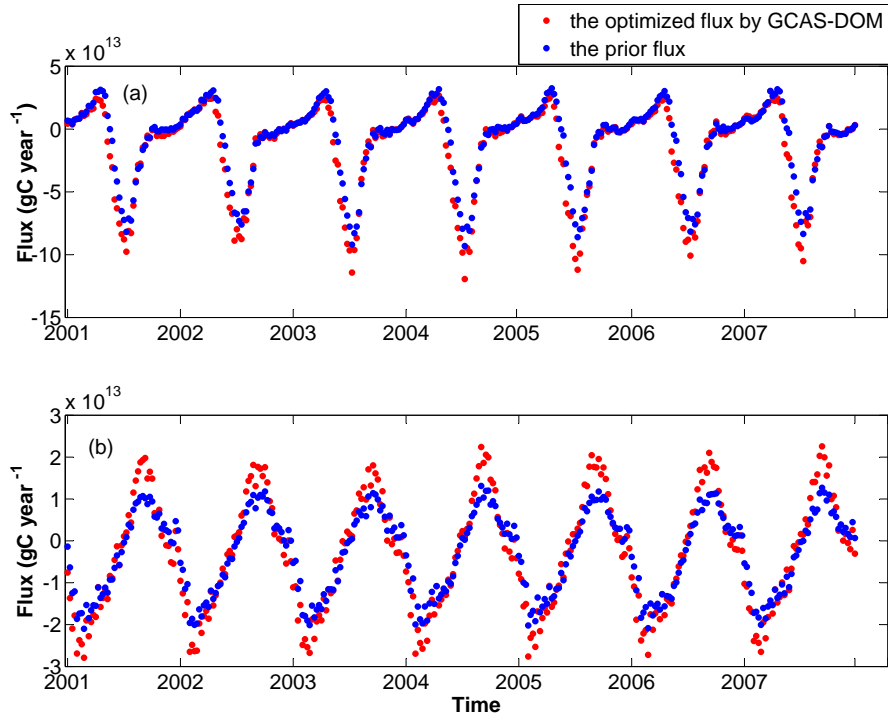 the optimized flux by GCAS-DOM
the prior flux
x 10 13
(a)
5
0
-5
-10
-15
Flux (gC year -1)
2001 2002 2003 2004 2005 2006 2007
x 10 13
(b)
3
2
1
0
-1
-2
-3
Flux (gC year -1
2001 2002 2003 2004 2005 2006 2007
Time